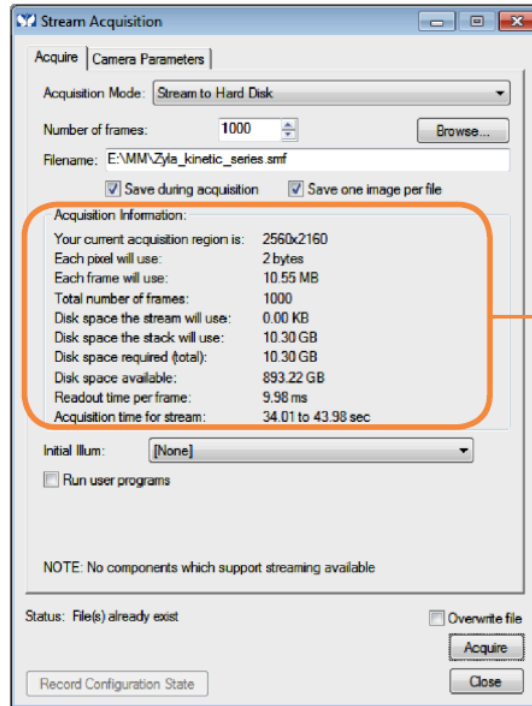 Stream Acquisition
Acquire Camera Parameters
Acquisition Mode: Stream to Hard Disk
Number of frames: 1000 Browse...
Filename: E:\MM\Zyla_kinetic_series.smf
Save during acquisition Save one image per file
Acquisition Information:
Your current acquisition region is: 2560x2160
Each pixel will use: 2 bytes
Each frame will use: 10.55 MB
Total number of frames: 1000
Disk space the stream will use: 0.00 KB
Disk space the stack will use: 10.30 GB
Disk space required (total): 10.30 GB
Disk space available: 893.22 GB
Readout time per frame: 9.98 ms
Acquisition time for stream: 34.01 to 43.98 sec
Initial Illum: [None]
Run user programs
NOTE: No components which support streaming available
Status: File(s) already exist Overwrite file
Acquire
Record Configuration State Close